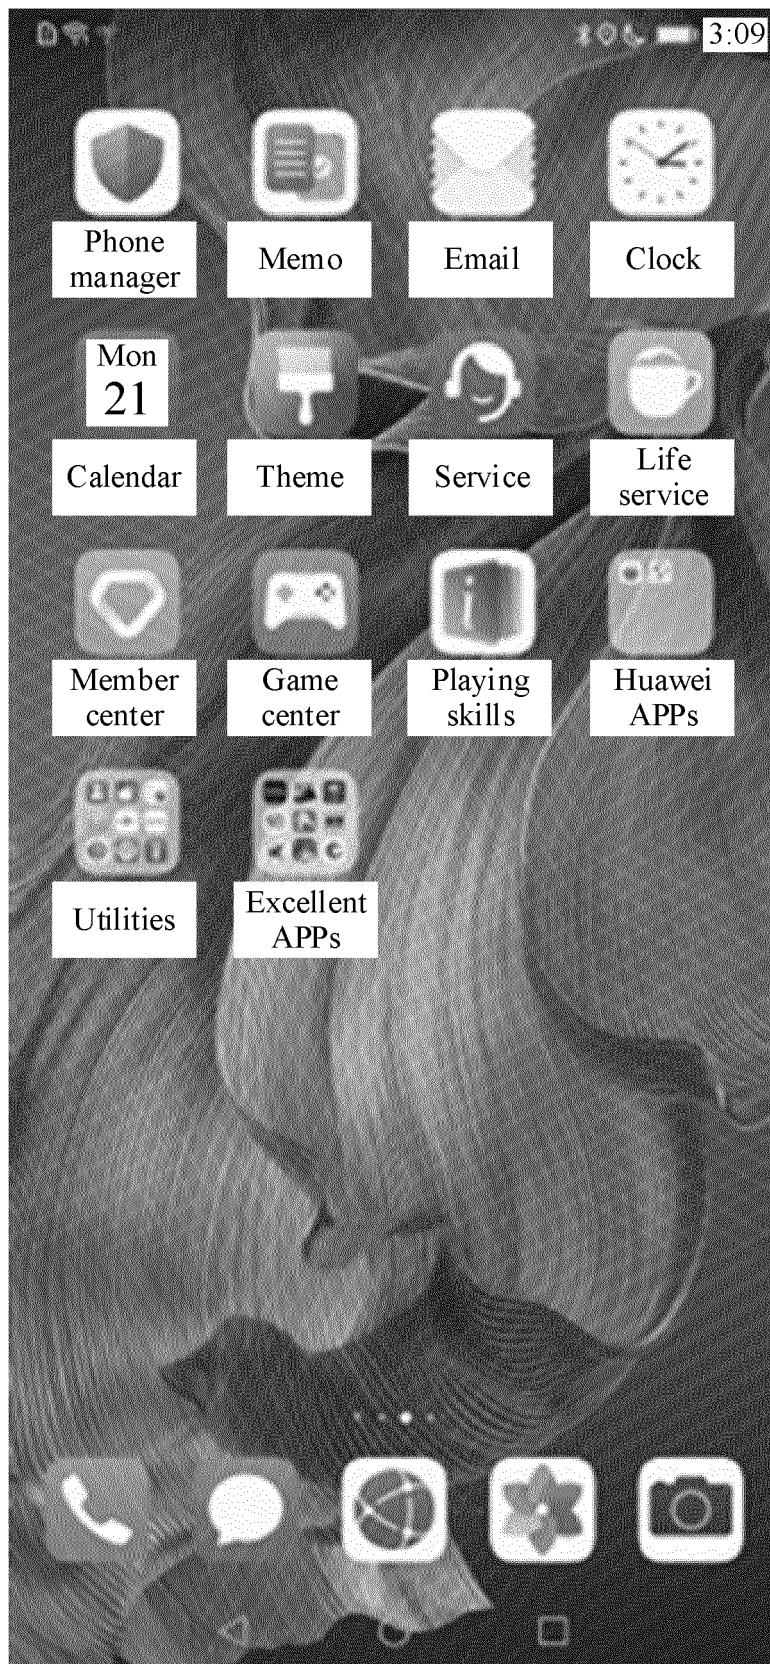 3:09
Phone
manager
Memo
Email
Clock
Mon
21
Calendar
Theme
Service
Life
service
Member
center
Game
center
i
Playing
skills
Huawei
APPs
Utilities
Excellent
APPs